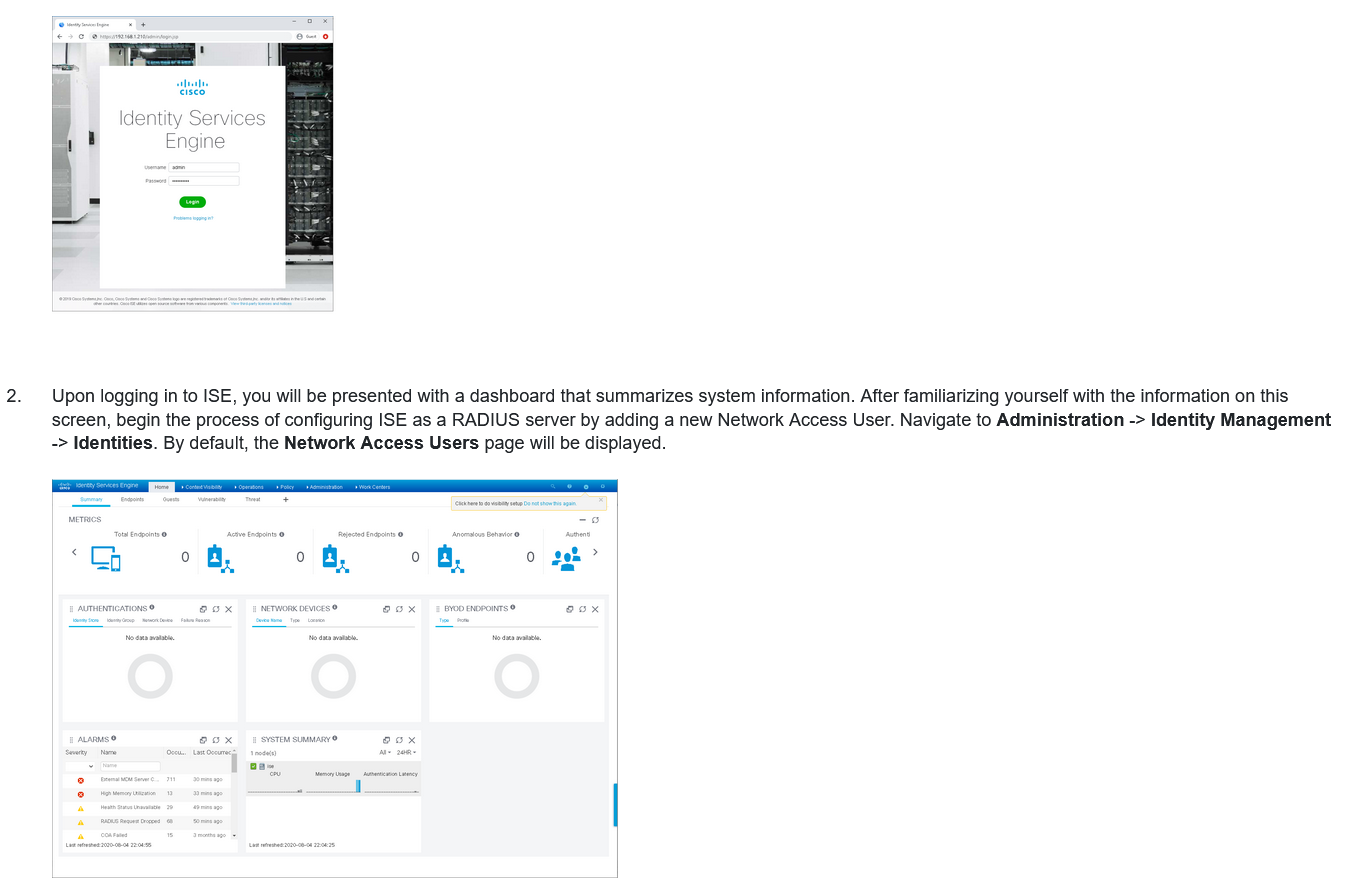 Identity Services Engine
https://192.168.1.210/admin/login.jsp
Guest
CISCO
Identity Services
Engine
Username admin
Password
Login
Problems logging in?
© 2019 Cisco Systems,Inc. Cisco, Cisco Systems and Cisco Systems logo are registered trademarks of Cisco Systems,Inc. and/or its affiliates in the U.S and certain
other countries. Cisco ISE utilizes open source software from various components. View third party licenses and notices
2. Upon logging in to ISE, you will be presented with a dashboard that summarizes system information. After familiarizing yourself with the information on this
screen, begin the process of configuring ISE as a RADIUS server by adding a new Network Access User. Navigate to Administration -> Identity Management
-> Identities. By default, the Network Access Users page will be displayed.
CISCO Identity Services Engine Home Context Visibility Operations Policy Administration Work Centers
Summary Endpoints Guests Vulnerability Threat +
Click here to do visibility setup Do not show this again.
METRICS
Total Endpoints Active Endpoints Rejected Endpoints Anomalous Behavior Authenti
0 0 0 0
AUTHENTICATIONS NETWORK DEVICES BYOD ENDPOINTS
Identity Store Identity Group Network Device Failure Reason Device Name Type Location Type Profile
No data available. No data available. No data available.
ALARMS SYSTEM SUMMARY
Severity Name Occu... Last Occurred 1 node(s) All 24HR
Name
ise
CPU Memory Usage Authentication Latency
External MDM Server C ... 711 30 mins ago
High Memory Utilization 13 33 mins ago
Health Status Unavailable 29 49 mins ago
RADIUS Request Dropped 68 50 mins ago
COA Failed 15 3 months ago
Last refreshed:2020-08-04 22:04:55 Last refreshed:2020-08-04 22:04:25